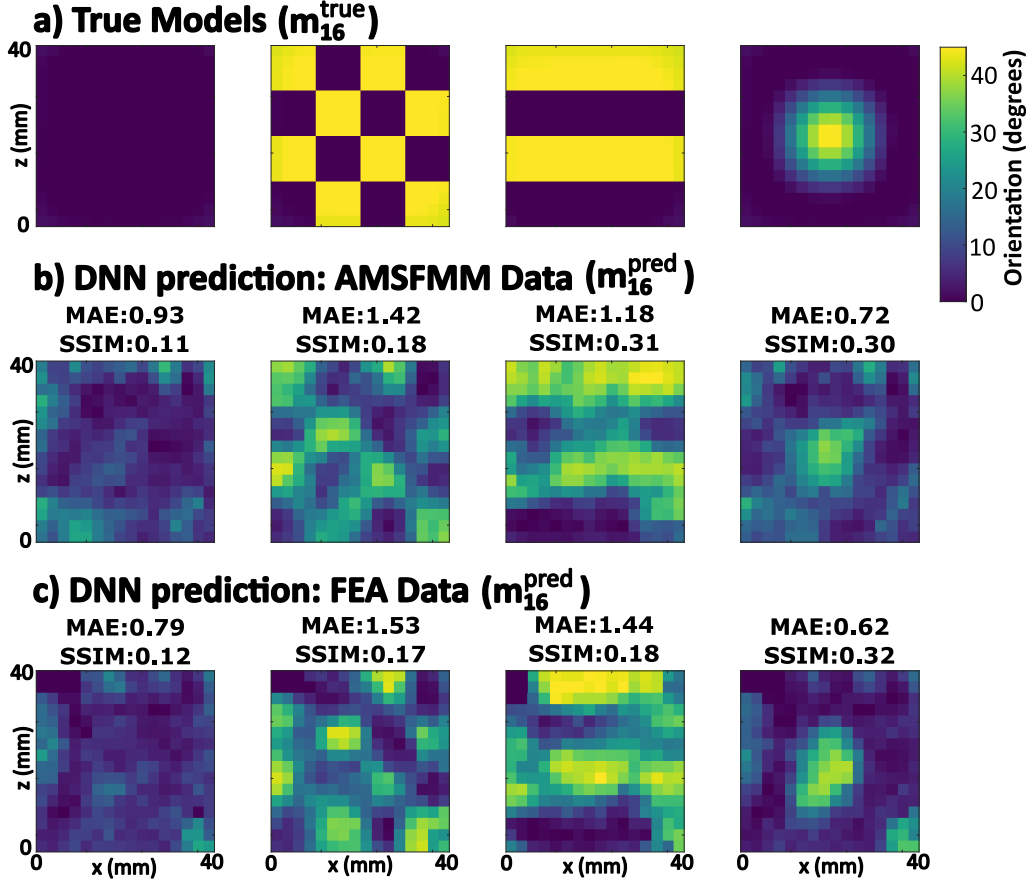 a) True Models (m₁₆ᵗʳᵘᵉ)
40
z (mm)
0
40
30
20
10
0
Orientation (degrees)
b) DNN prediction: AMSFMM Data (m₁₆ᵖʳᵉᵈ)
MAE:0.93
SSIM:0.11
MAE:1.42
SSIM:0.18
MAE:1.18
SSIM:0.31
MAE:0.72
SSIM:0.30
40
z (mm)
0
c) DNN prediction: FEA Data (m₁₆ᵖʳᵉᵈ)
MAE:0.79
SSIM:0.12
MAE:1.53
SSIM:0.17
MAE:1.44
SSIM:0.18
MAE:0.62
SSIM:0.32
40
z (mm)
0
0 x (mm) 40
0 x (mm) 40
0 x (mm) 40
0 x (mm) 40